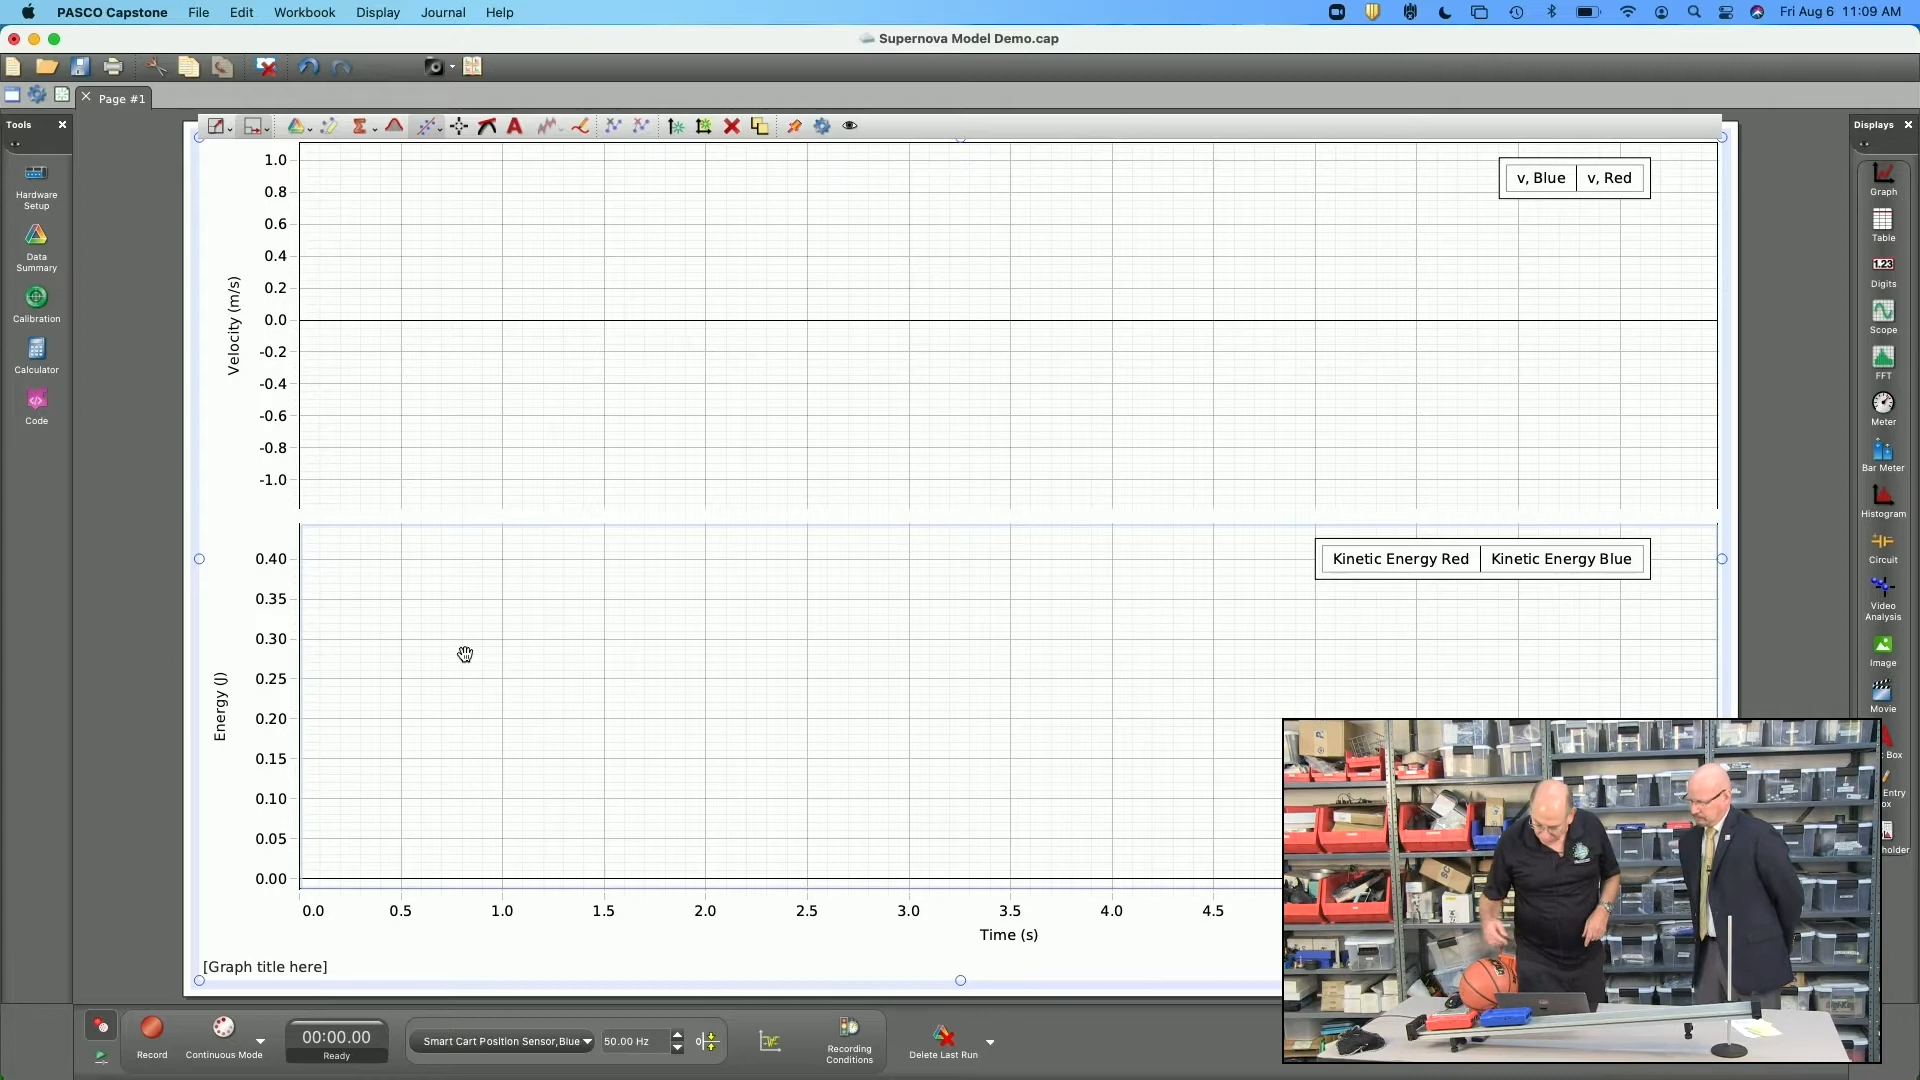 PASCO Capstone File Edit Workbook Display Journal Help Fri Aug 6 11:09 AM
Supernova Model Demo.cap
Page #1
Tools
Hardware Setup
Data Summary
Calibration
Calculator
Code
v, Blue v, Red
Velocity (m/s)
1.0
0.8
0.6
0.4
0.2
0.0
-0.2
-0.4
-0.6
-0.8
-1.0
Kinetic Energy Red Kinetic Energy Blue
Energy (J)
0.40
0.35
0.30
0.25
0.20
0.15
0.10
0.05
0.00
0.0 0.5 1.0 1.5 2.0 2.5 3.0 3.5 4.0 4.5
Time (s)
[Graph title here]
Displays
Graph
Table
1.23
Digits
Scope
FFT
Meter
Bar Meter
Histogram
Circuit
Video Analysis
Image
Movie
Box
Entry
ox
holder
Record
Continuous Mode
00:00.00
Ready
Smart Cart Position Sensor, Blue
50.00 Hz
Recording Conditions
Delete Last Run